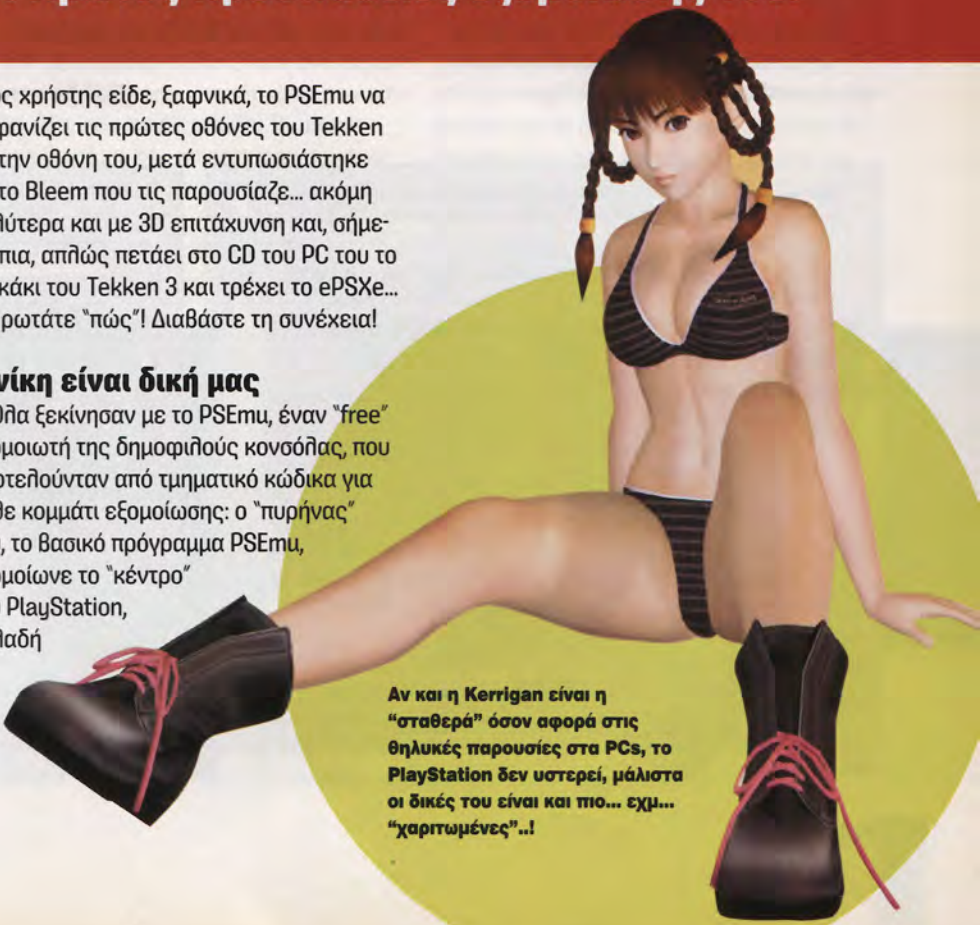 ος χρήστης είδε, ξαφνικά, το PSEmu να
φανίζει τις πρώτες οθόνες του Tekken
την οθόνη του, μετά εντυπωσιάστηκε
το Bleem που τις παρουσίαζε... ακόμη
λύτερα και με 3D επιτάχυνση και, σήμε-
πια, απλώς πετάει στο CD του PC του το
κάκι του Tekken 3 και τρέχει το ePSXe...
ρωτάτε "πώς"! Διαβάστε τη συνέχεια!
νίκη είναι δική μας
λα ξεκίνησαν με το PSEmu, έναν "free"
μοιωτή της δημοφιλούς κονσόλας, που
οτελούνταν από τμηματικό κώδικα για
θε κομμάτι εξομοίωσης: ο "πυρήνας"
, το βασικό πρόγραμμα PSEmu,
ομοίωνε το "κέντρο"
PlayStation,
λαδή
Αν και η Kerrigan είναι η
"σταθερά" όσον αφορά στις
θηλυκές παρουσίες στα PCs, το
PlayStation δεν υστερεί, μάλιστα
οι δικές του είναι και πιο... εχμ...
"χαριτωμένες"..!